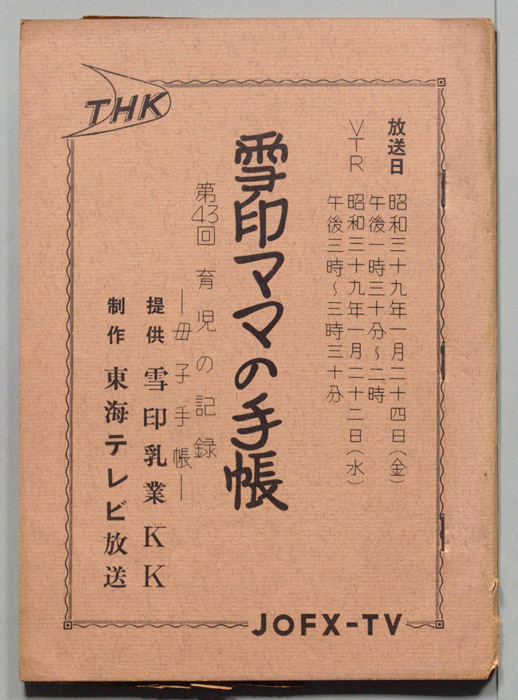 THK
放送日 昭和三十九年一月二十四日(金)
午後一時三十分～二時
VTR 昭和三十九年一月二十二日(水)
午後三時～三時三十分
雪印ママの手帳
第43回 育児の記録
―母子手帳―
提供 雪印乳業KK
制作 東海テレビ放送
JOFX-TV